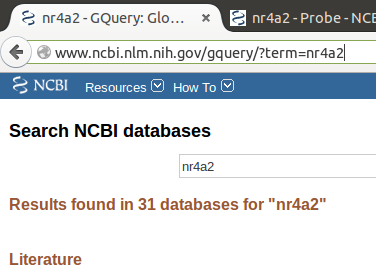 nr4a2 - GQuery: Glo... × nr4a2 - Probe - NCB
www.ncbi.nlm.nih.gov/gquery/?term=nr4a2
NCBI Resources How To
Search NCBI databases
nr4a2
Results found in 31 databases for "nr4a2"
Literature